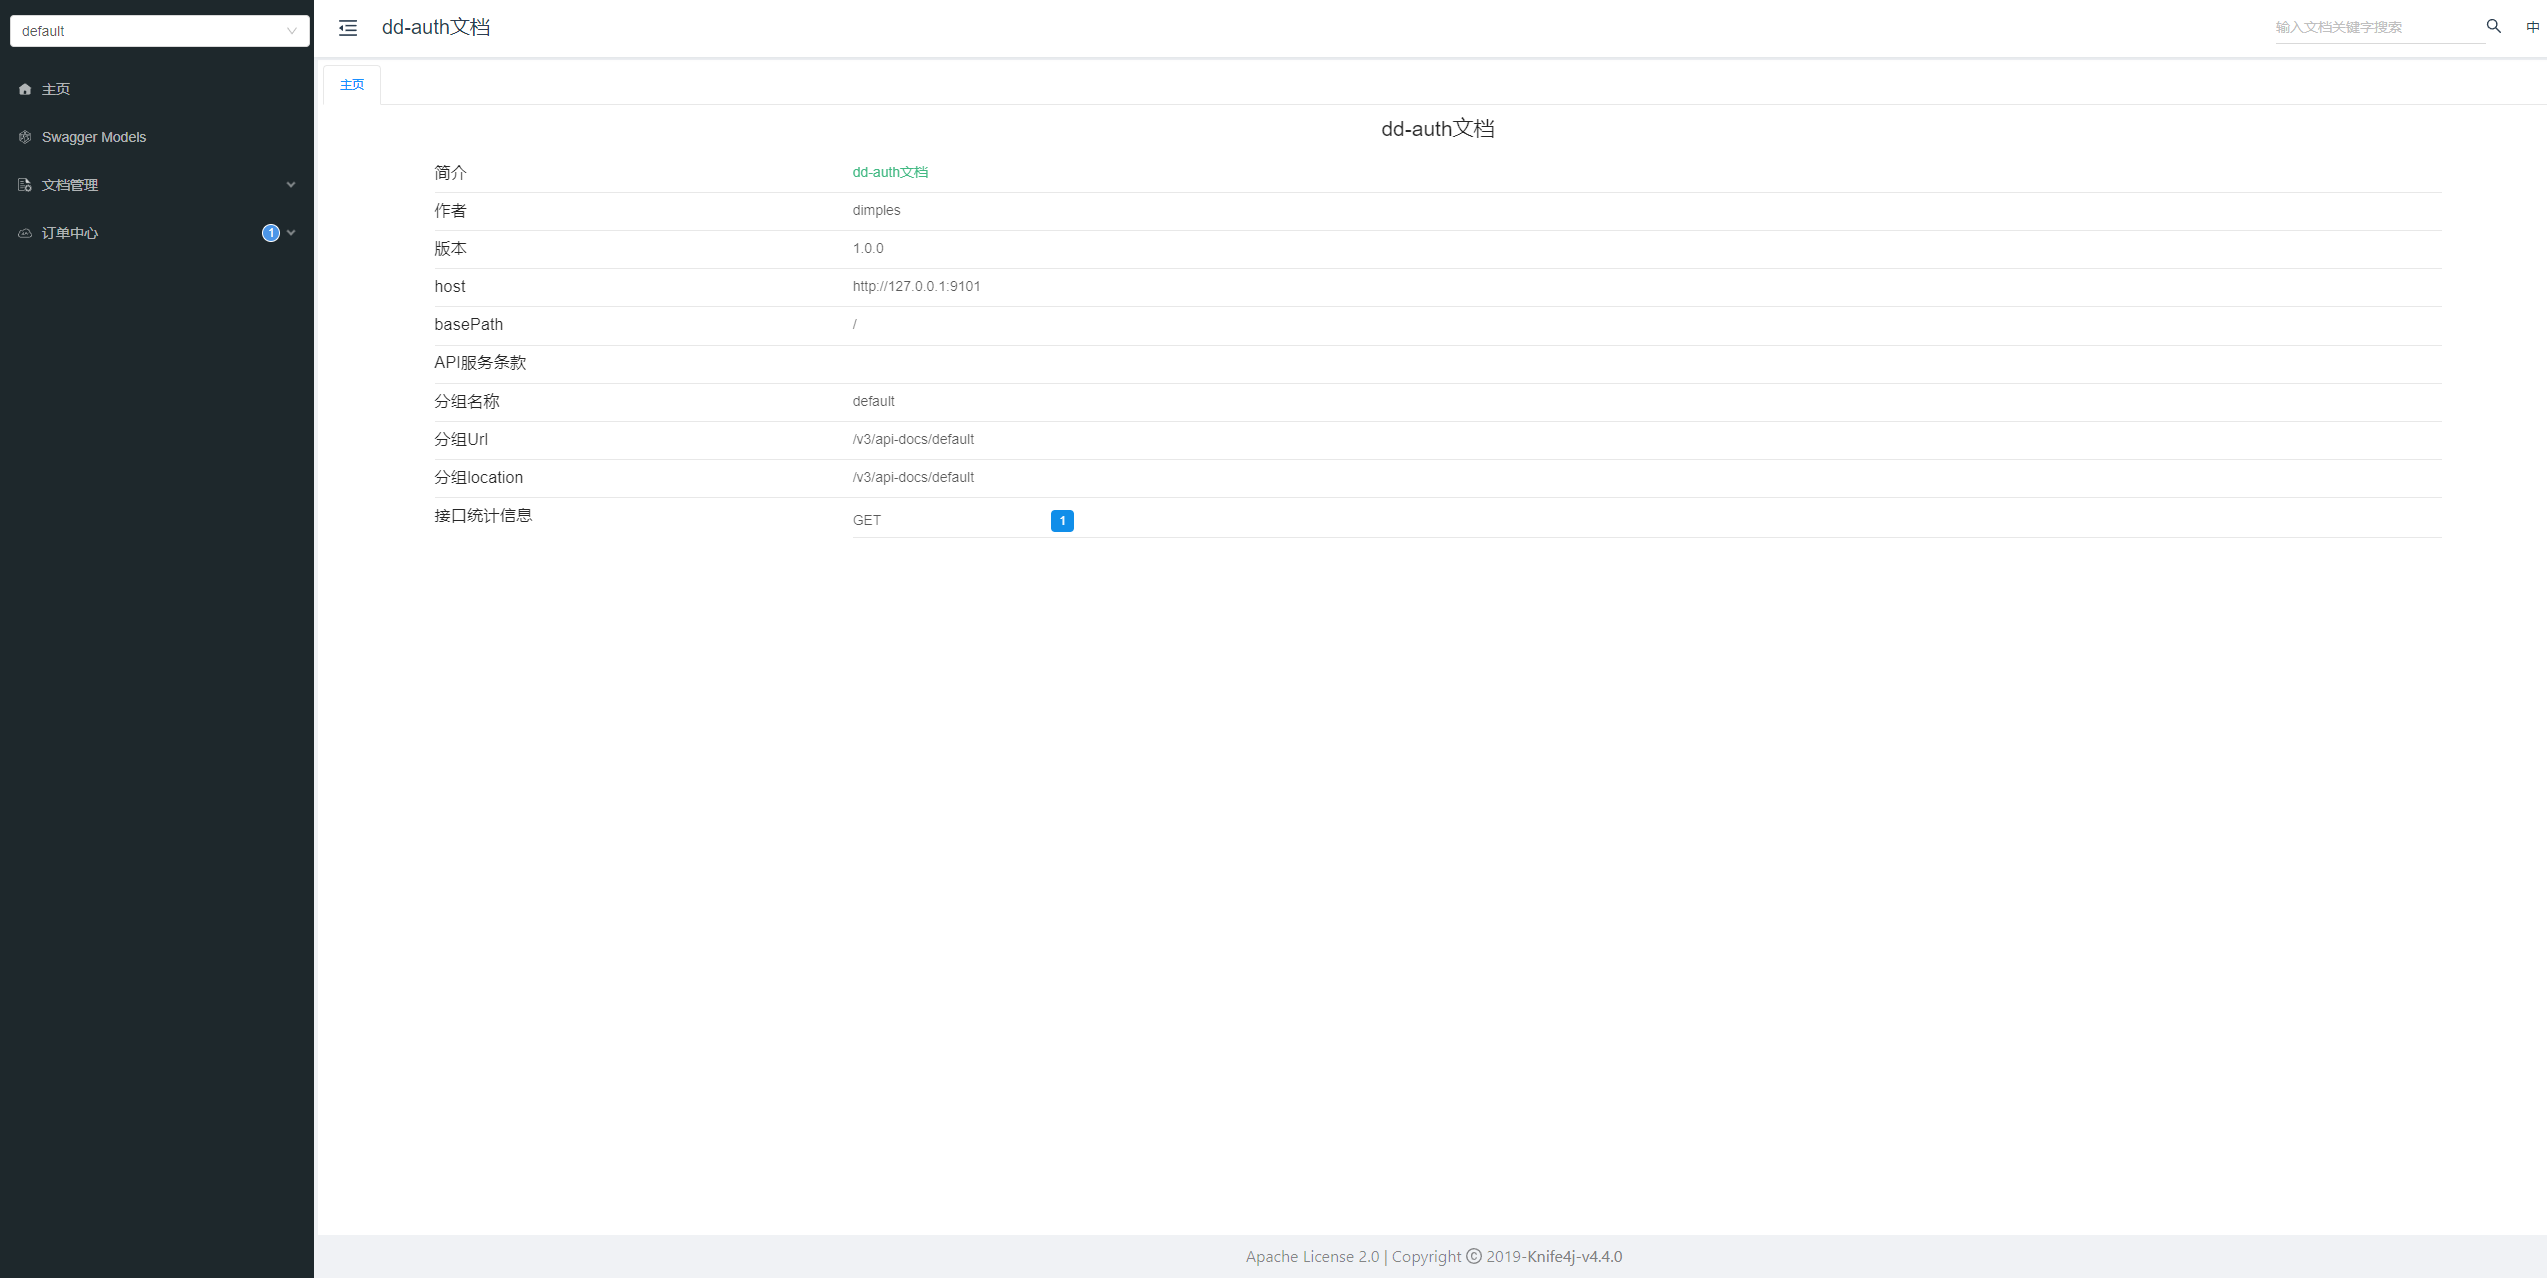 default
主页
Swagger Models
文档管理
订单中心 1
dd-auth文档
输入文档关键字搜索
中
主页
dd-auth文档
简介 dd-auth文档
作者 dimples
版本 1.0.0
host http://127.0.0.1:9101
basePath /
API服务条款
分组名称 default
分组Url /v3/api-docs/default
分组location /v3/api-docs/default
接口统计信息 GET 1
Apache License 2.0 | Copyright © 2019-Knife4j-v4.4.0